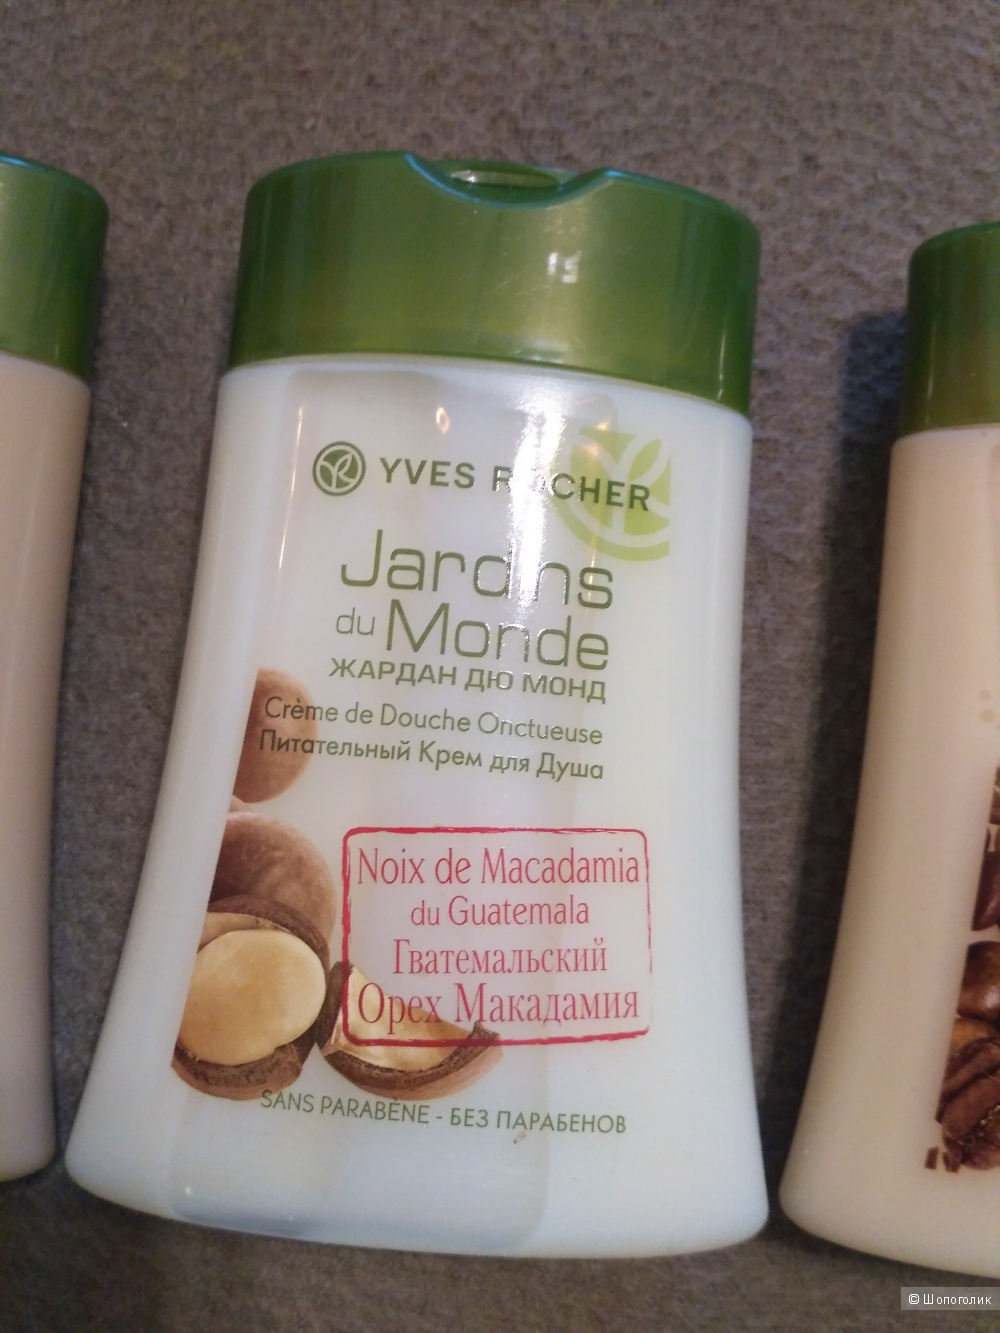 YVES ROCHER
Jardins
du Monde
ЖАРДАН ДЮ МОНД
Crème de Douche Onctueuse
Питательный Крем для Душа
Noix de Macadamia
du Guatemala
Гватемальский
Орех Макадамия
SANS PARABÈNE - БЕЗ ПАРАБЕНОВ
© Шопоголик